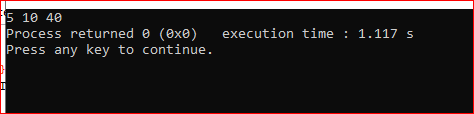 5 10 40
Process returned 0 (0x0)   execution time : 1.117 s
Press any key to continue.